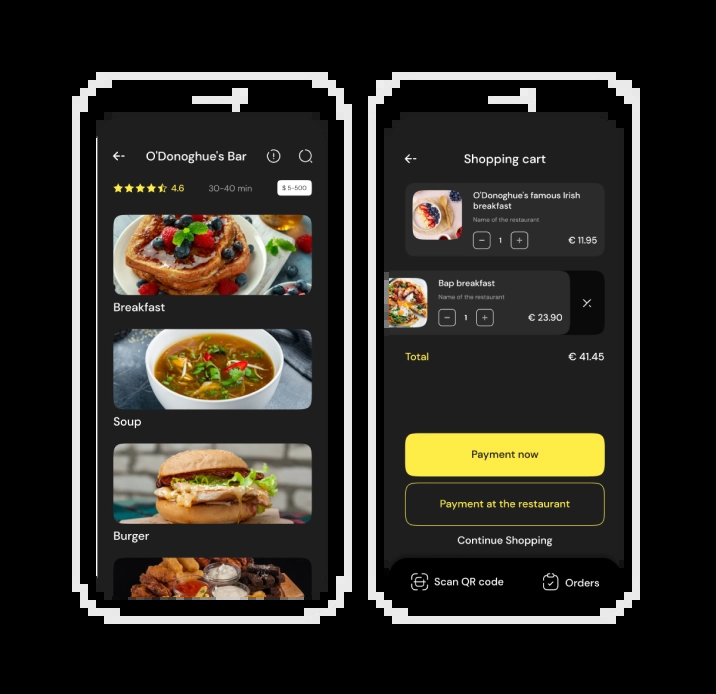 O'Donoghue's Bar
4.6
30-40 min
$ 5-500
Breakfast
Soup
Burger
Shopping cart
O'Donoghue's famous Irish
breakfast
Name of the restaurant
1
€ 11.95
Bap breakfast
Name of the restaurant
1
€ 23.90
Total
€ 41.45
Payment now
Payment at the restaurant
Continue Shopping
Scan QR code
Orders